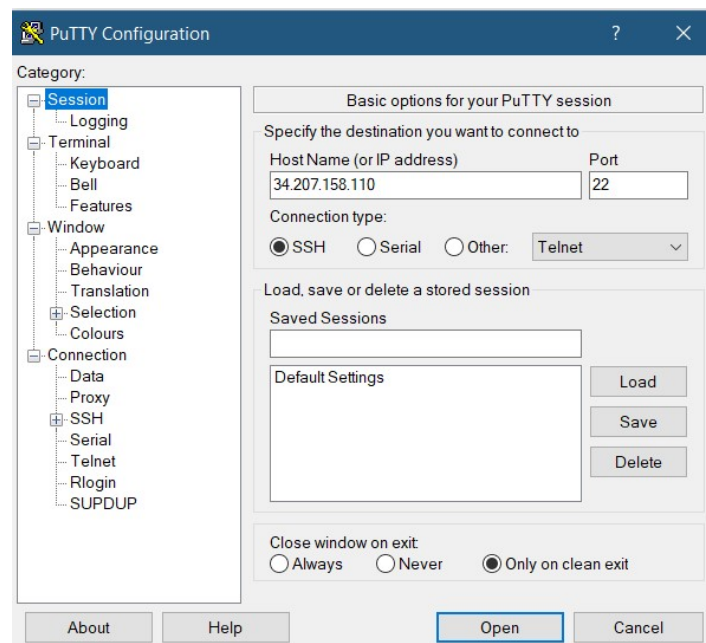 PuTTY Configuration ? ×
Category:
Session
Logging
Terminal
Keyboard
Bell
Features
Window
Appearance
Behaviour
Translation
Selection
Colours
Connection
Data
Proxy
SSH
Serial
Telnet
Rlogin
SUPDUP
Basic options for your PuTTY session
Specify the destination you want to connect to
Host Name (or IP address) Port
34.207.158.110 22
Connection type:
SSH Serial Other: Telnet
Load, save or delete a stored session
Saved Sessions
Default Settings
Load
Save
Delete
Close window on exit:
Always Never Only on clean exit
About Help Open Cancel